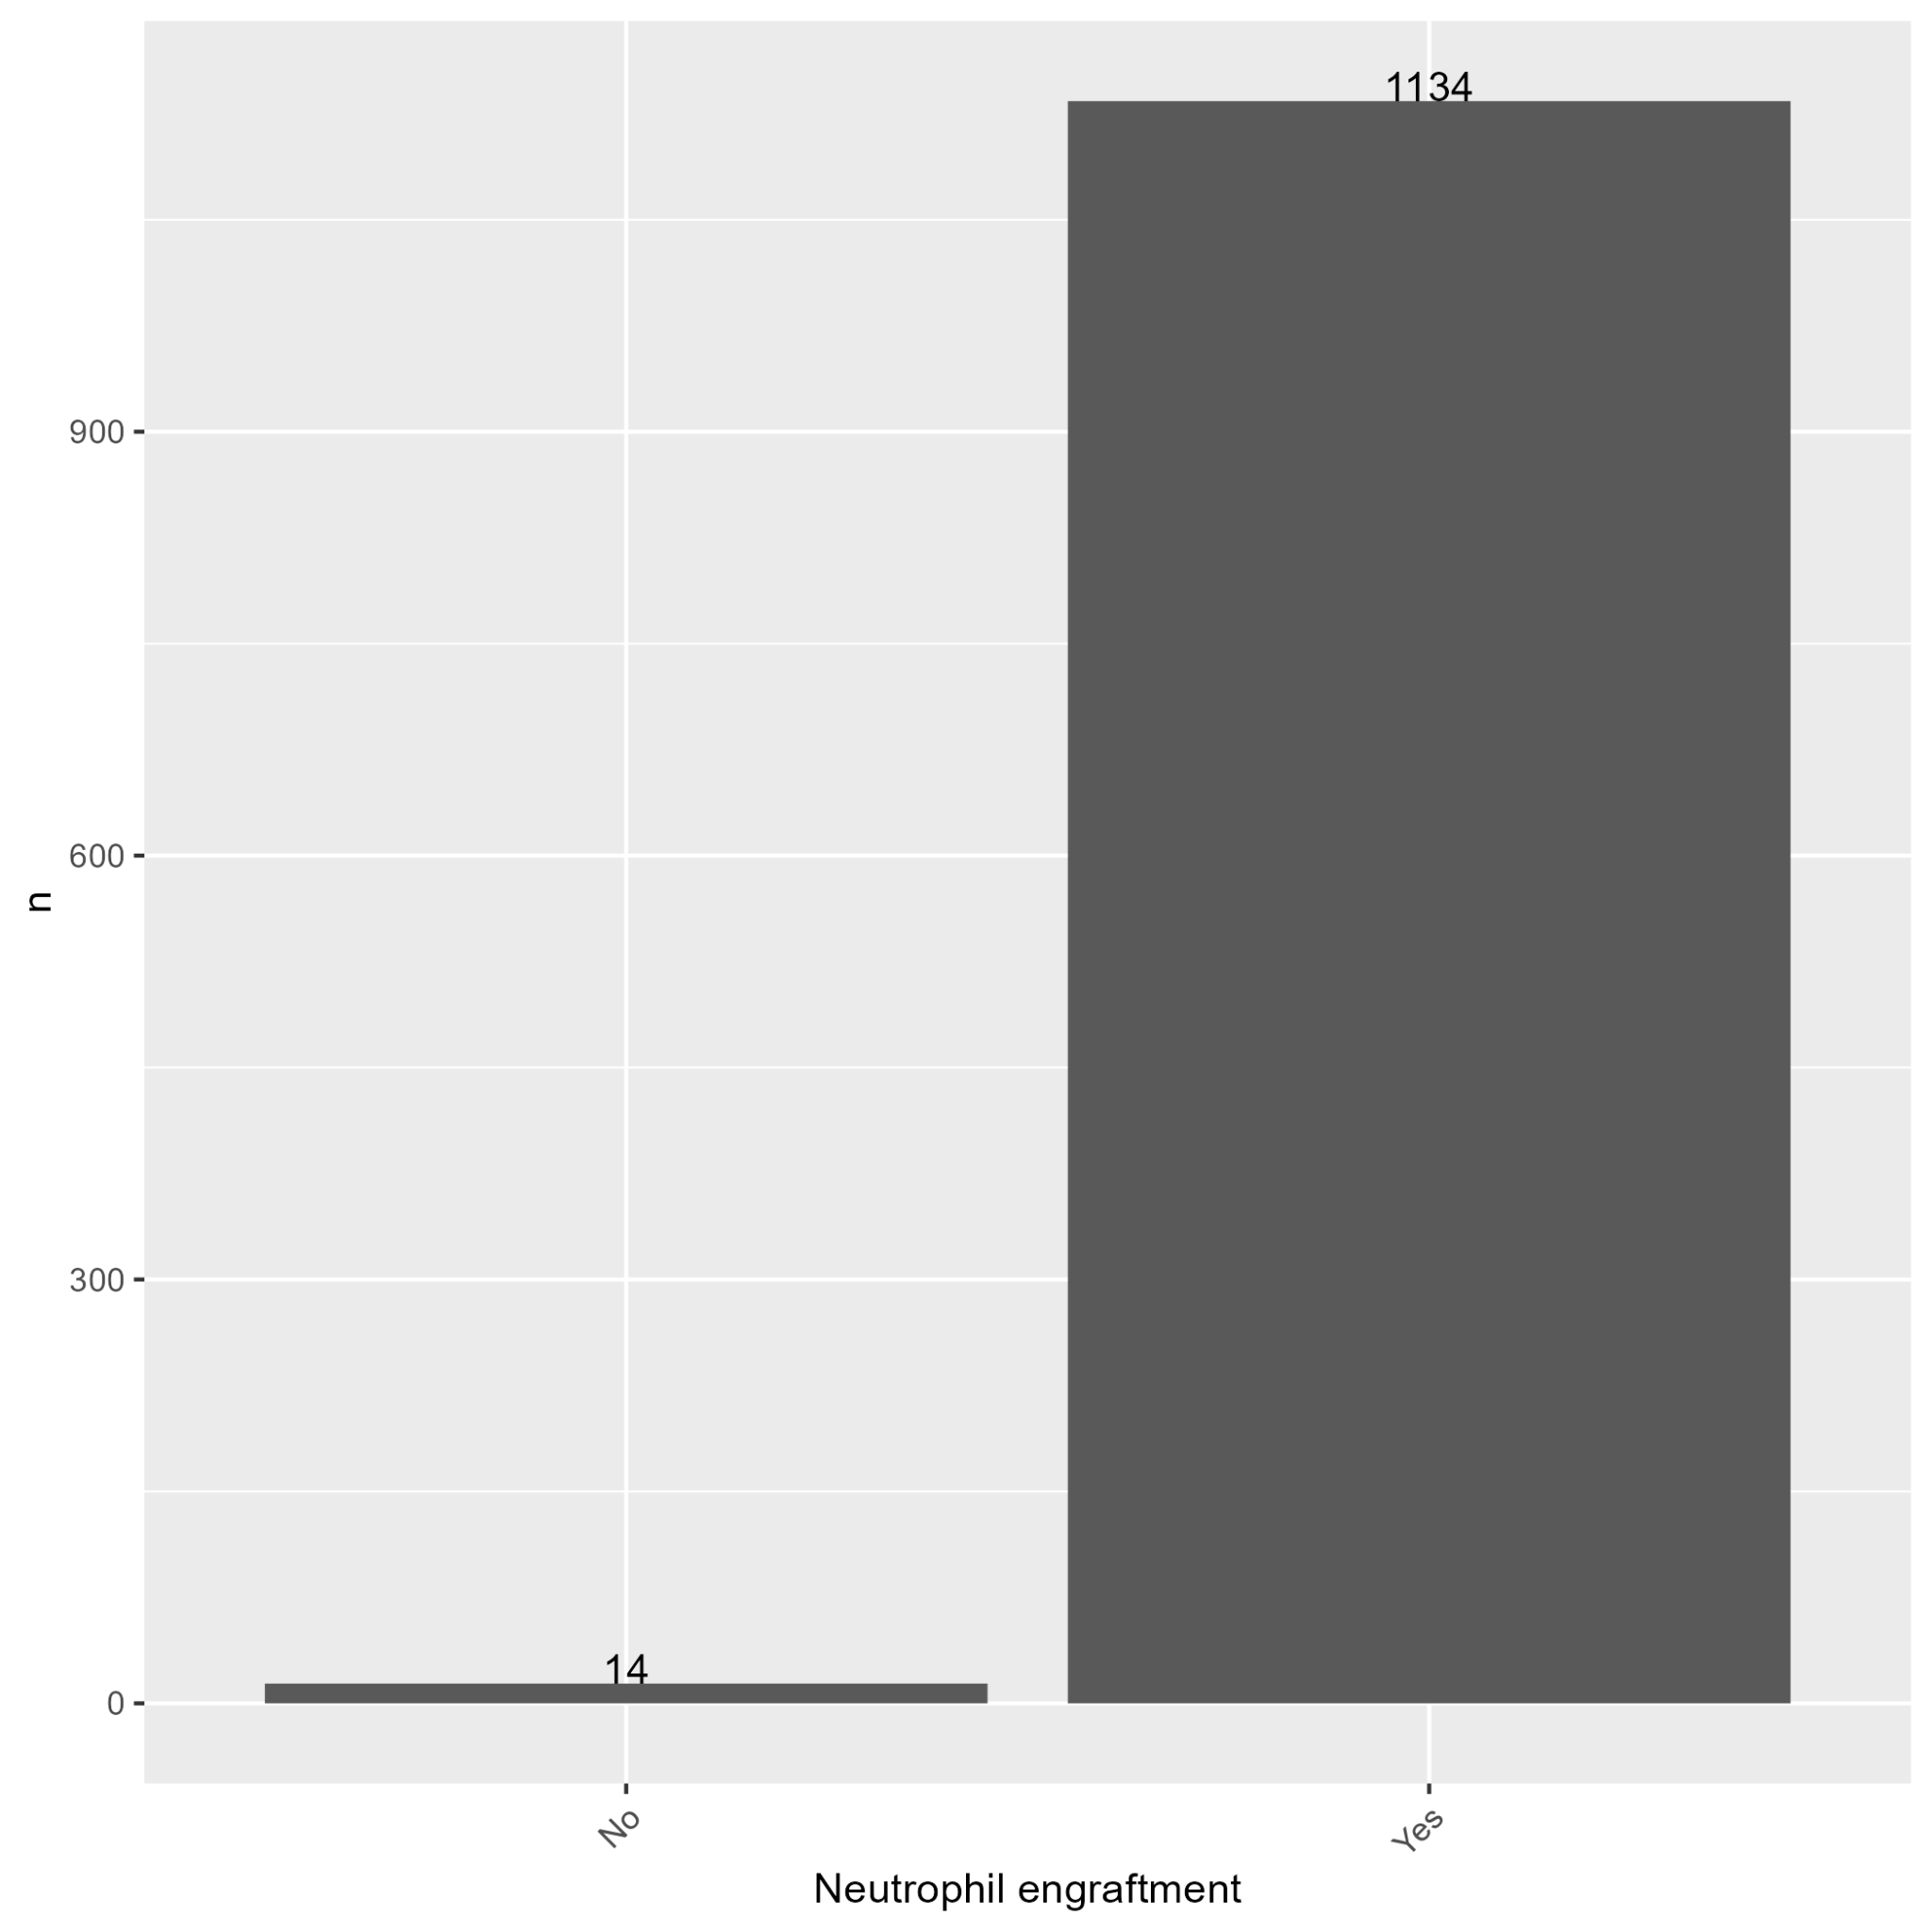 1134
900
600
n
300
14
0
No
Yes
Neutrophil engraftment